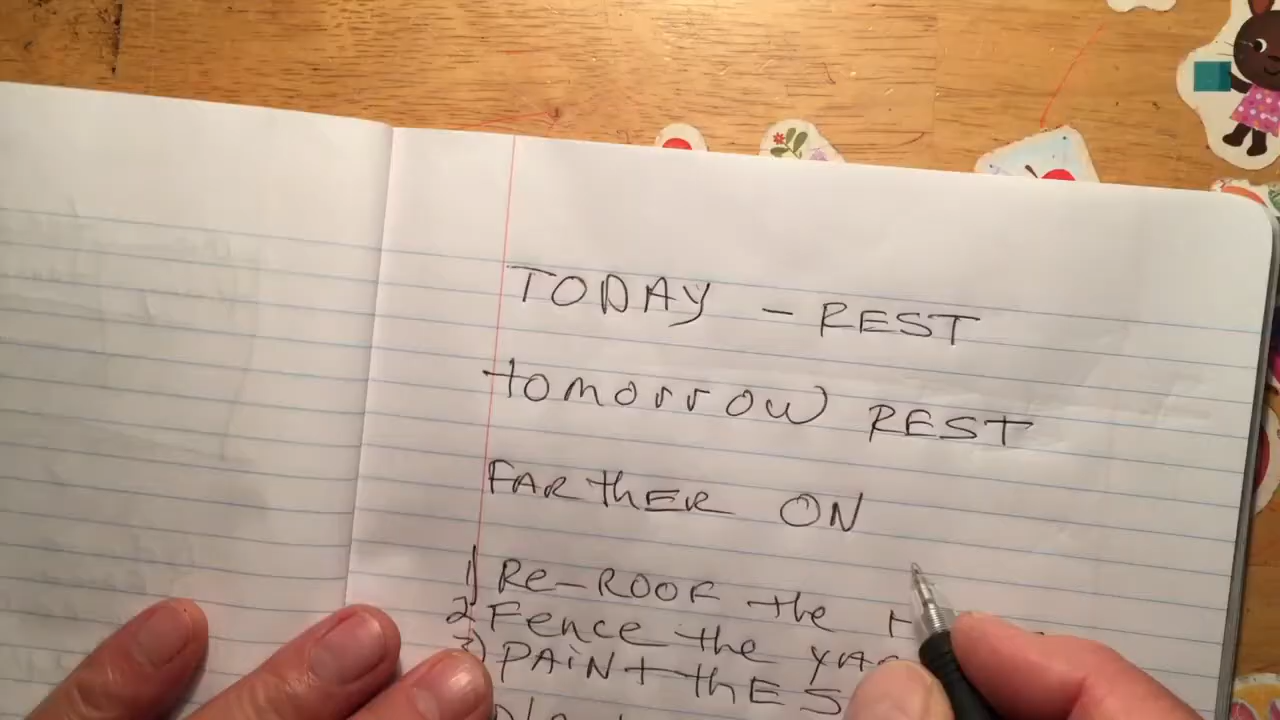 TODAY - REST
tomorrow REST
FARthER ON
1) Re-ROOF the
2 Fence the
3) PAiNt thE